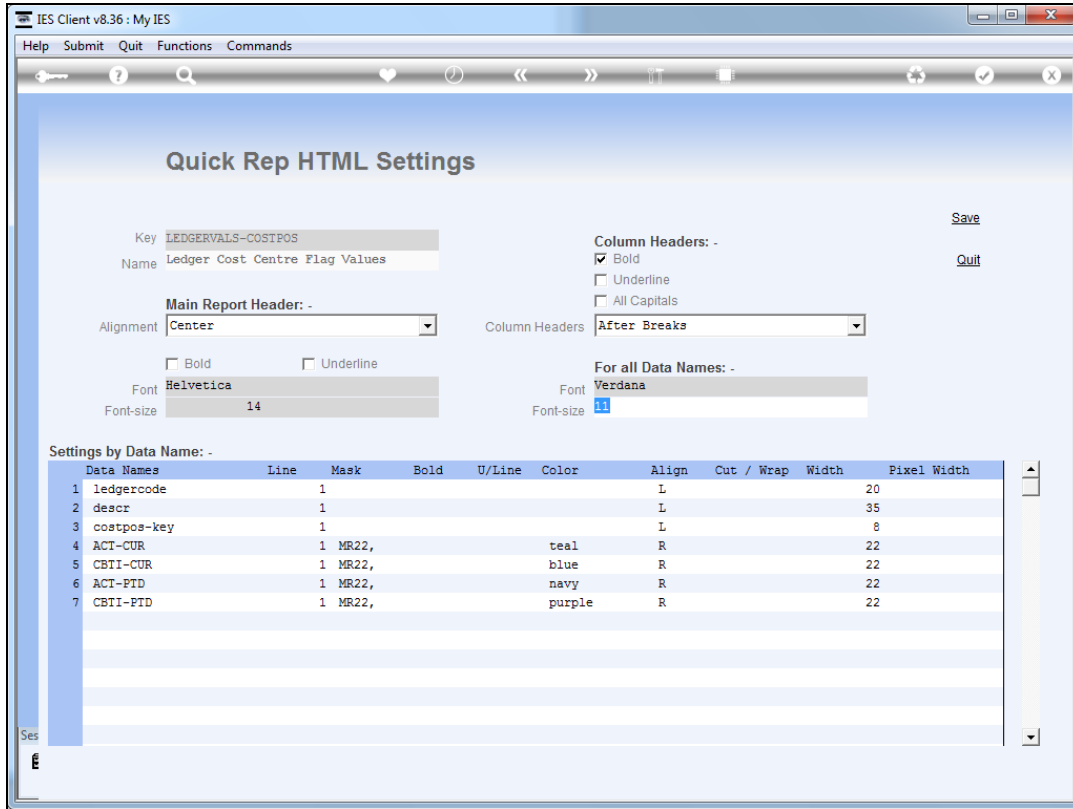 IES Client v8.36 : My IES
Help Submit Quit Functions Commands
Quick Rep HTML Settings
Save
Key LEDGERVALS-COSTPOS
Column Headers: -
Name Ledger Cost Centre Flag Values
Bold
Quit
Underline
Main Report Header: -
All Capitals
Alignment Center
Column Headers After Breaks
Bold Underline
For all Data Names: -
Font Helvetica
Font Verdana
Font-size 14
Font-size 11
Settings by Data Name: -
Data Names Line Mask Bold U/Line Color Align Cut / Wrap Width Pixel Width
1 ledgercode 1 L 20
2 descr 1 L 35
3 costpos-key 1 L 8
4 ACT-CUR 1 MR22, teal R 22
5 CBTI-CUR 1 MR22, blue R 22
6 ACT-PTD 1 MR22, navy R 22
7 CBTI-PTD 1 MR22, purple R 22
Ses